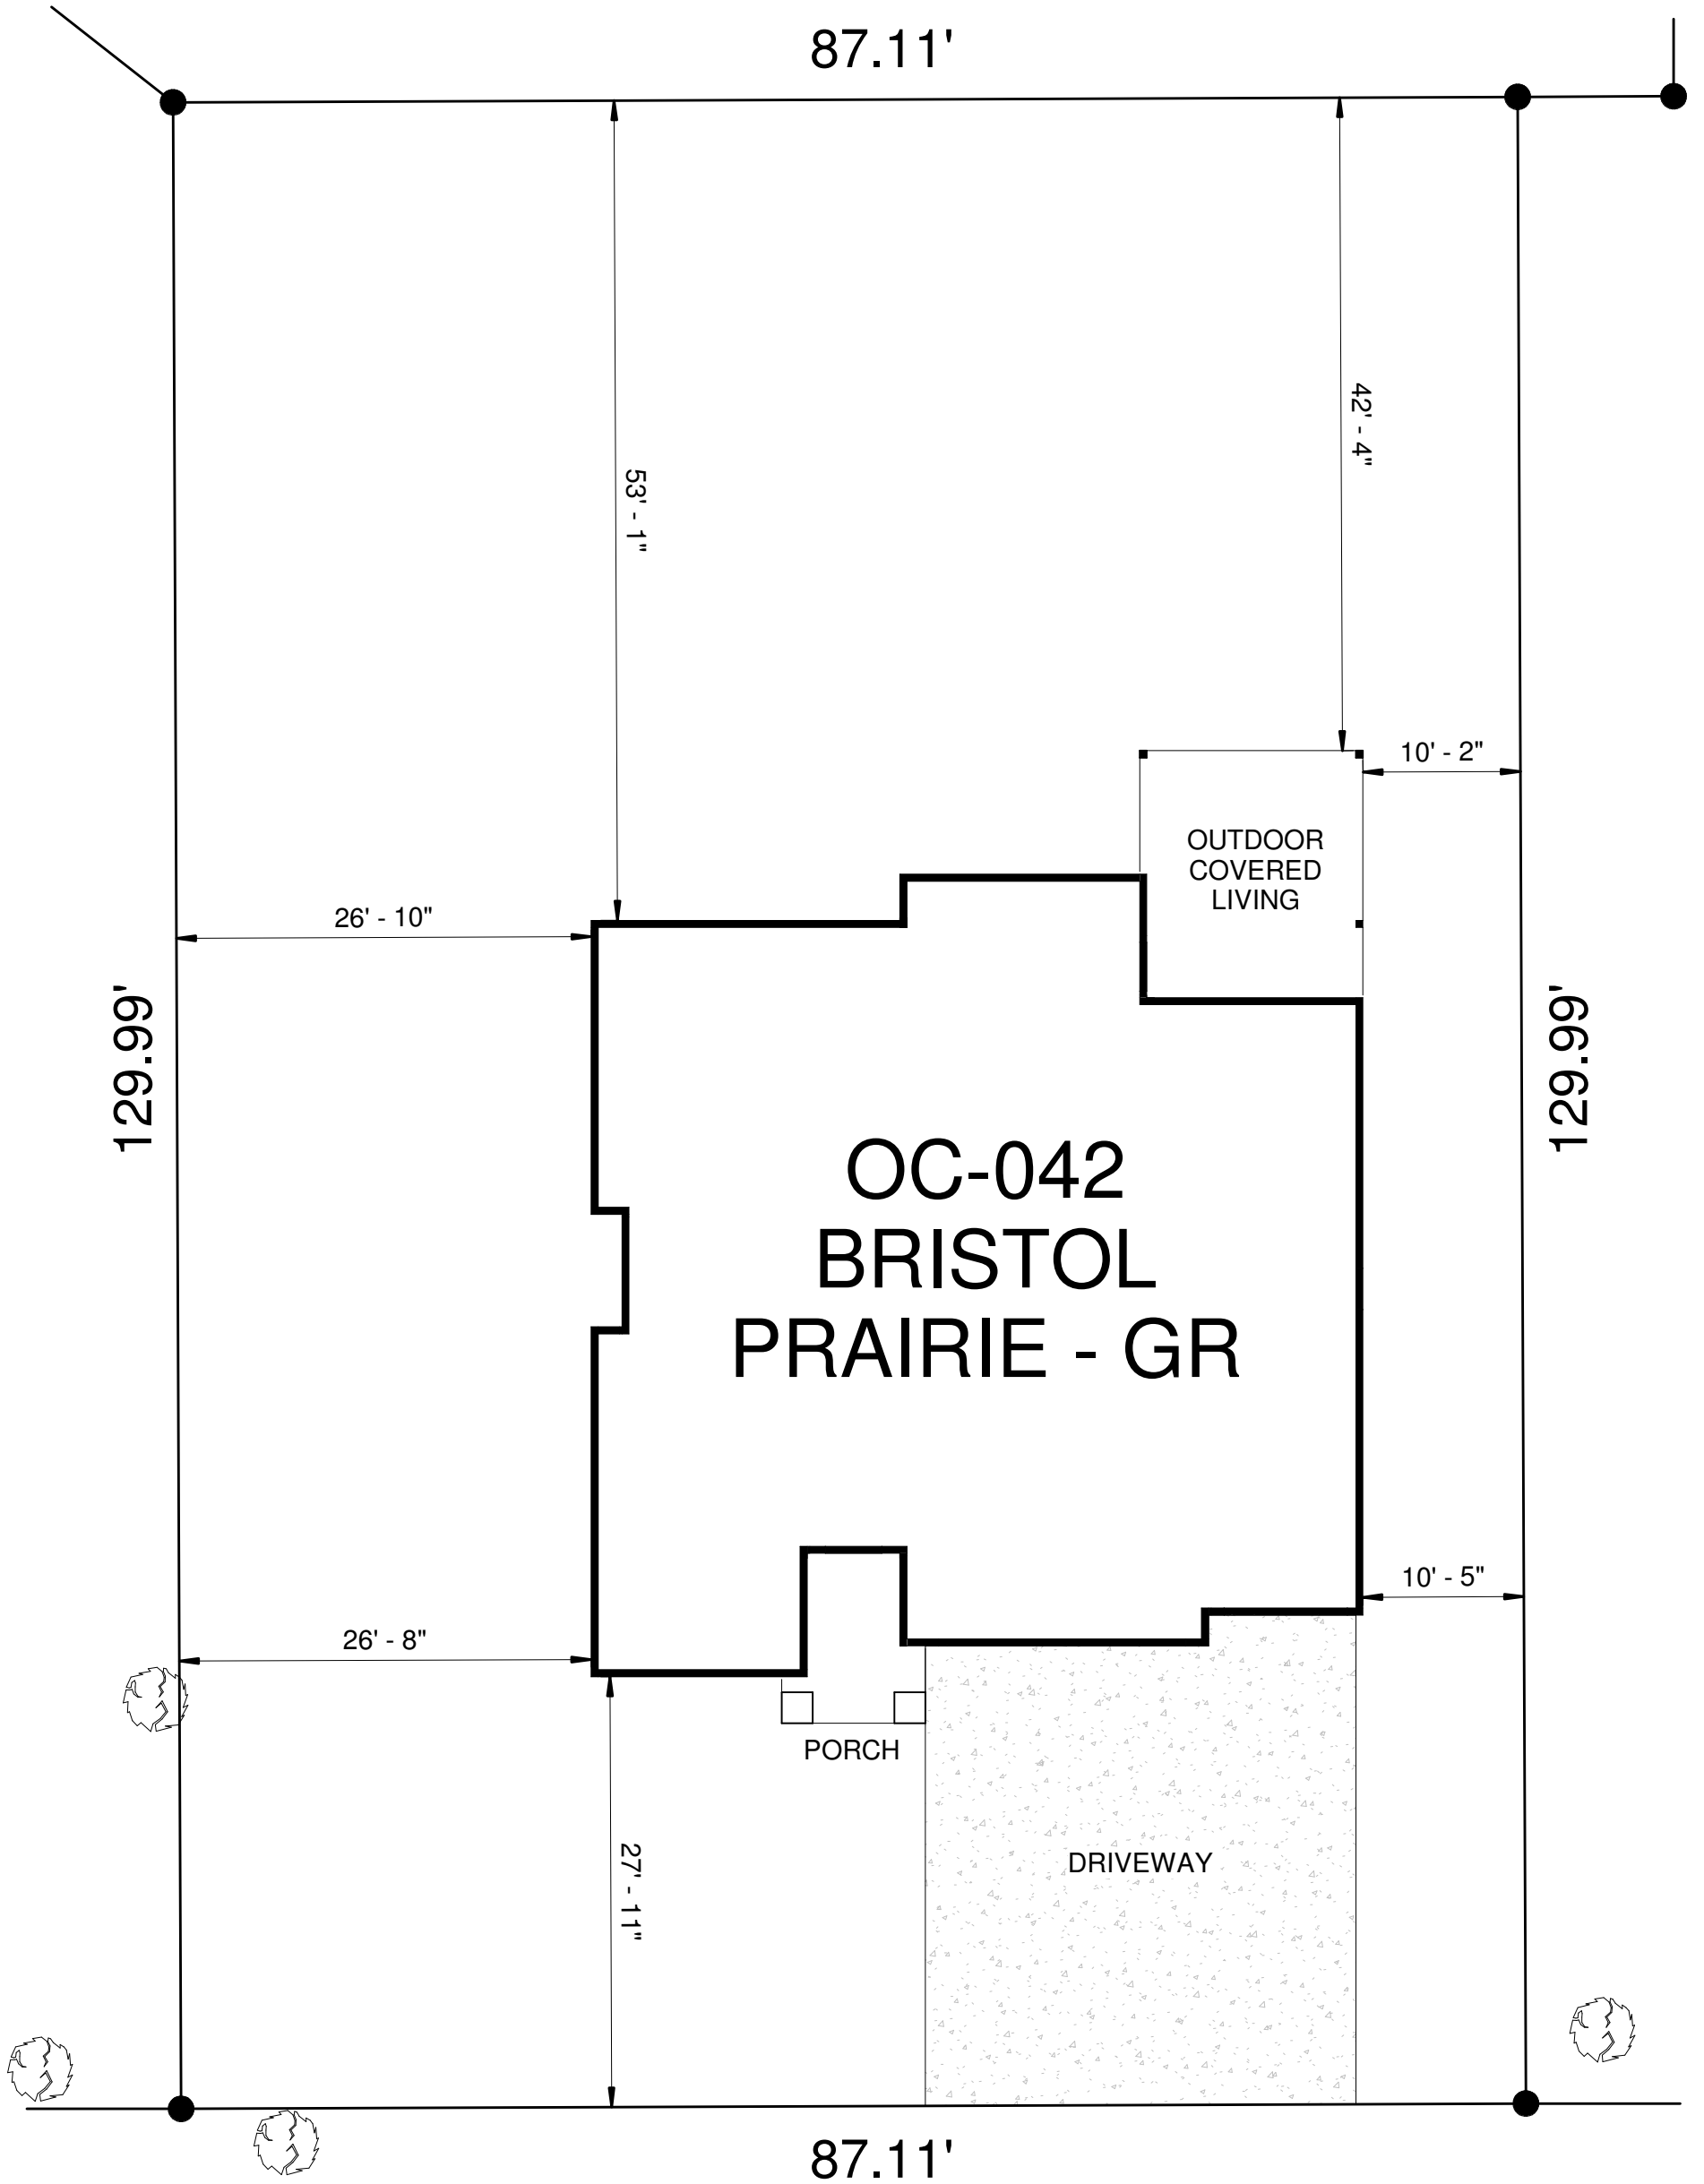 87.11'
42' - 4"
53' - 1"
10' - 2"
OUTDOOR
COVERED
LIVING
26' - 10"
129.99'
129.99'
OC-042
BRISTOL
PRAIRIE - GR
10' - 5"
26' - 8"
PORCH
27' - 11"
DRIVEWAY
87.11'